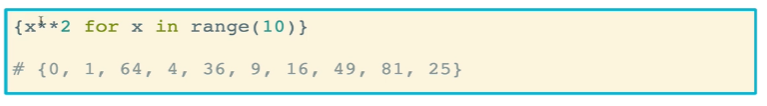 {x**2 for x in range(10)}
# {0, 1, 64, 4, 36, 9, 16, 49, 81, 25}